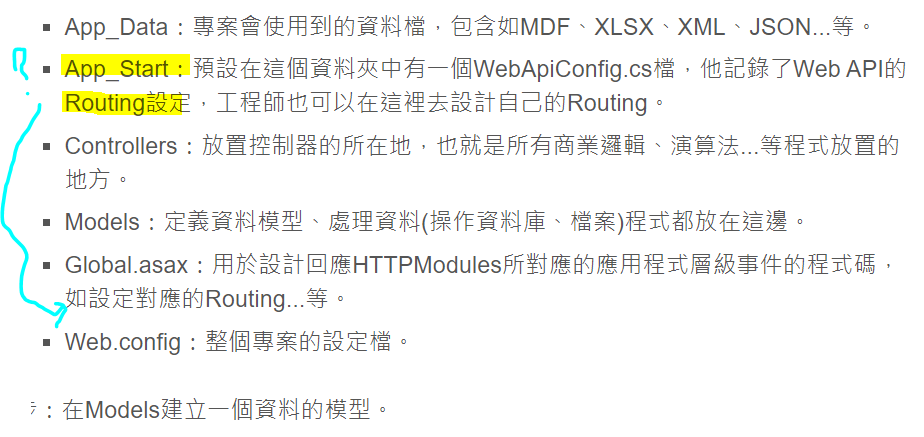 App_Data：專案會使用到的資料檔，包含如MDF、XLSX、XML、JSON...等。
App_Start：預設在這個資料夾中有一個WebApiConfig.cs檔，他記錄了Web API的
Routing設定，工程師也可以在這裡去設計自己的Routing。
Controllers：放置控制器的所在地，也就是所有商業邏輯、演算法...等程式放置的
地方。
Models：定義資料模型、處理資料(操作資料庫、檔案)程式都放在這邊。
Global.asax：用於設計回應HTTPModules所對應的應用程式層級事件的程式碼，
如設定對應的Routing...等。
Web.config：整個專案的設定檔。
：在Models建立一個資料的模型。